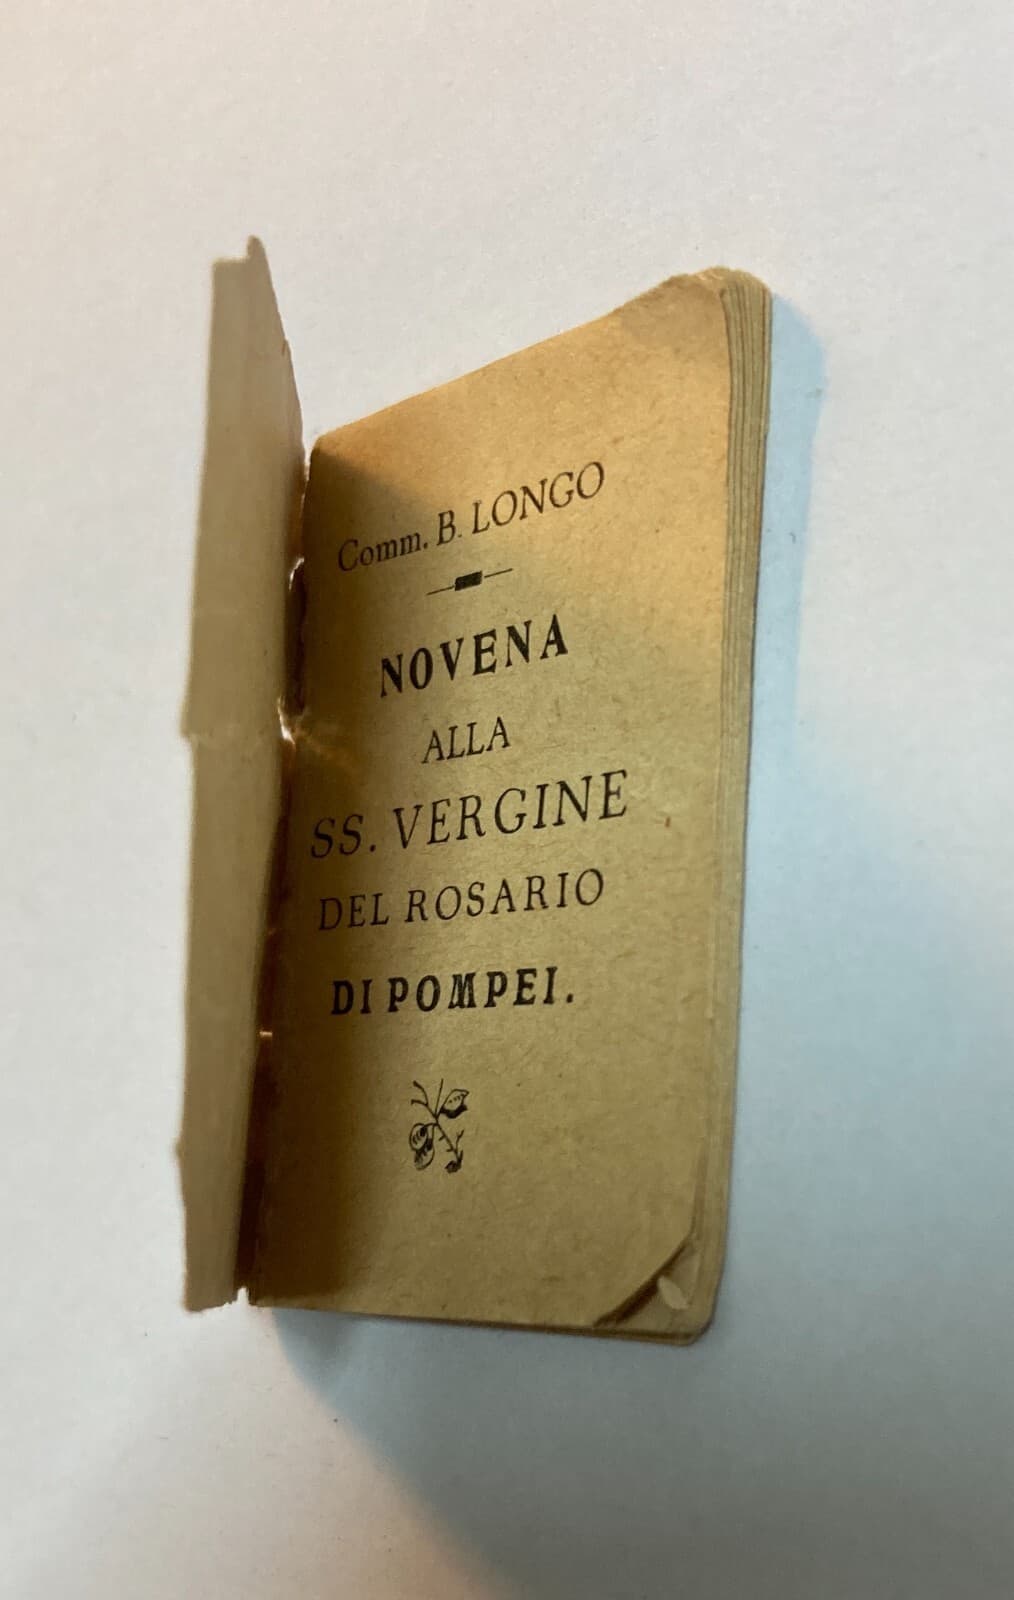 Comm. B. LONGO
NOVENA
ALLA
SS. VERGINE
DEL ROSARIO
DI POMPEI.